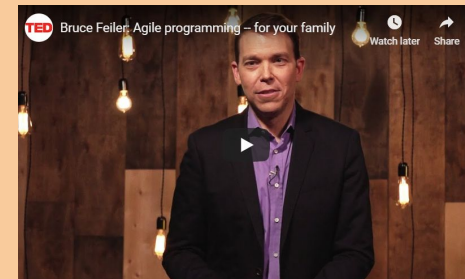 TED
Bruce Feiler: Agile programming -- for your family
Watch later
Share